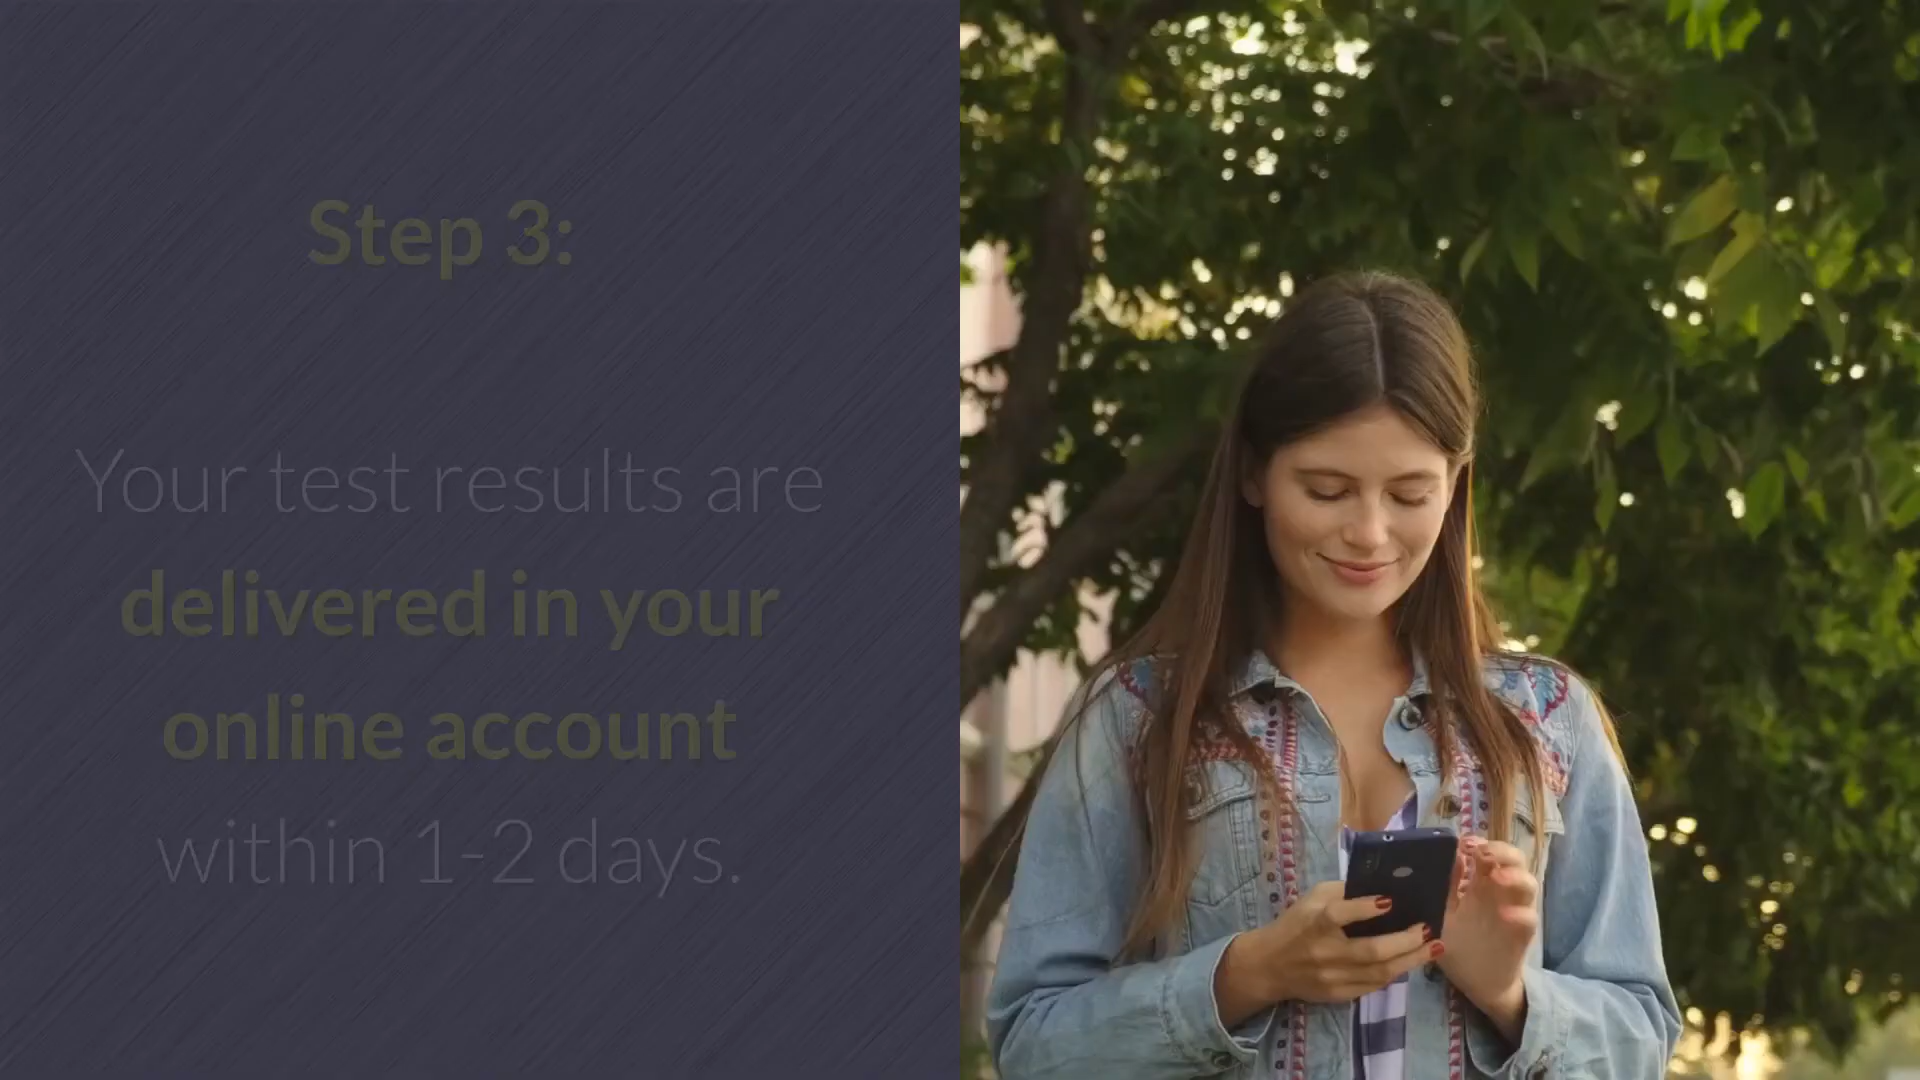 Step 3:
Your test results are
delivered in your
online account
within 1-2 days.